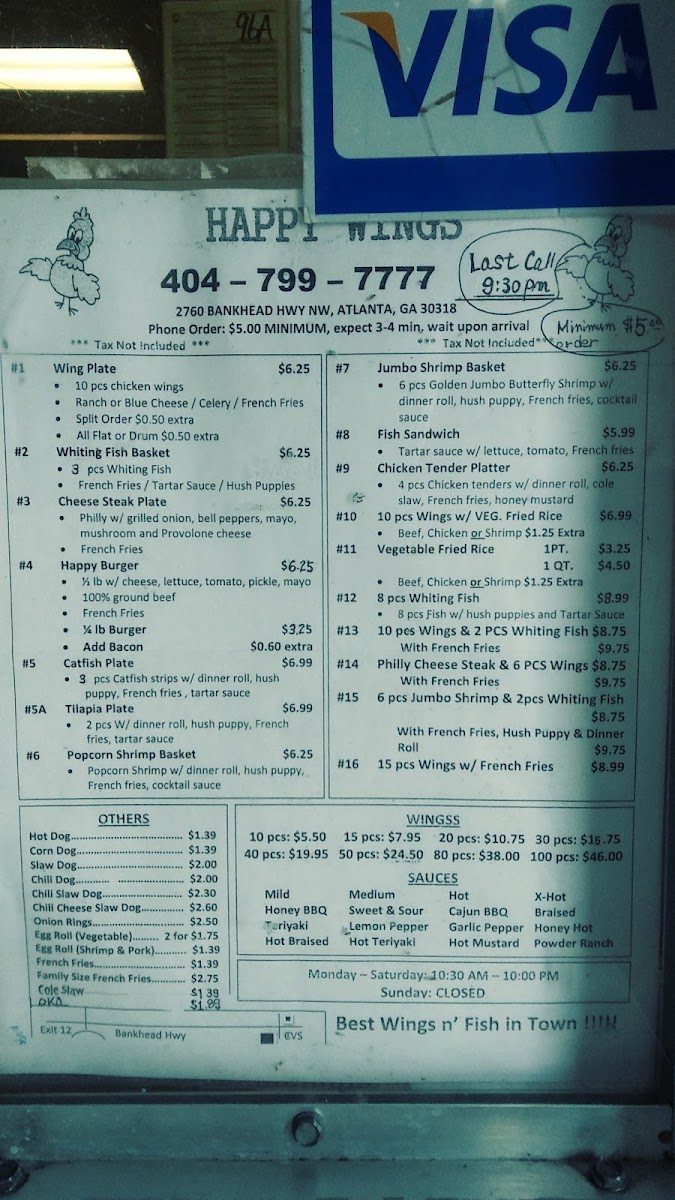 96A
VISA
HAPPY WINGS
404 – 799 – 7777
Last Call
9:30 pm
2760 BANKHEAD HWY NW, ATLANTA, GA 30318
Phone Order: $5.00 MINIMUM, expect 3-4 min, wait upon arrival
Minimum $5.00
order
*** Tax Not Included ***
*** Tax Not Included***
#1 Wing Plate $6.25
• 10 pcs chicken wings
• Ranch or Blue Cheese / Celery / French Fries
• Split Order $0.50 extra
• All Flat or Drum $0.50 extra
#2 Whiting Fish Basket $6.25
• 3 pcs Whiting Fish
• French Fries / Tartar Sauce / Hush Puppies
#3 Cheese Steak Plate $6.25
• Philly w/ grilled onion, bell peppers, mayo,
mushroom and Provolone cheese
• French Fries
#4 Happy Burger $6.25
• ½ lb w/ cheese, lettuce, tomato, pickle, mayo
• 100% ground beef
• French Fries
• ¼ lb Burger $3.25
• Add Bacon $0.60 extra
#5 Catfish Plate $6.99
• 3 pcs Catfish strips w/ dinner roll, hush
puppy, French fries , tartar sauce
#5A Tilapia Plate $6.99
• 2 pcs W/ dinner roll, hush puppy, French
fries, tartar sauce
#6 Popcorn Shrimp Basket $6.25
• Popcorn Shrimp w/ dinner roll, hush puppy,
French fries, cocktail sauce
#7 Jumbo Shrimp Basket $6.25
• 6 pcs Golden Jumbo Butterfly Shrimp w/
dinner roll, hush puppy, French fries, cocktail
sauce
#8 Fish Sandwich $5.99
• Tartar sauce w/ lettuce, tomato, French fries
#9 Chicken Tender Platter $6.25
• 4 pcs Chicken tenders w/ dinner roll, cole
slaw, French fries, honey mustard
#10 10 pcs Wings w/ VEG. Fried Rice $6.99
• Beef, Chicken or Shrimp $1.25 Extra
#11 Vegetable Fried Rice 1PT. $3.25
1 QT. $4.50
• Beef, Chicken or Shrimp $1.25 Extra
#12 8 pcs Whiting Fish $8.99
• 8 pcs Fish w/ hush puppies and Tartar Sauce
#13 10 pcs Wings & 2 PCS Whiting Fish $8.75
With French Fries $9.75
#14 Philly Cheese Steak & 6 PCS Wings $8.75
With French Fries $9.75
#15 6 pcs Jumbo Shrimp & 2pcs Whiting Fish
$8.75
With French Fries, Hush Puppy & Dinner
Roll $9.75
#16 15 pcs Wings w/ French Fries $8.99
OTHERS
Hot Dog................................ $1.39
Corn Dog.............................. $1.39
Slaw Dog.............................. $2.00
Chili Dog........... .................... $2.00
Chili Slaw Dog...................... $2.30
Chili Cheese Slaw Dog.............. $2.60
Onion Rings.......................... $2.50
Egg Roll (Vegetable)......... 2 for $1.75
Egg Roll (Shrimp & Pork).......... $1.39
French Fries.......................... $1.39
Family Size French Fries........... $2.75
Cole Slaw $1.39
OKRA $1.89
WINGSS
10 pcs: $5.50 15 pcs: $7.95 20 pcs: $10.75 30 pcs: $15.75
40 pcs: $19.95 50 pcs: $24.50 80 pcs: $38.00 100 pcs: $46.00
SAUCES
Mild Medium Hot X-Hot
Honey BBQ Sweet & Sour Cajun BBQ Braised
Teriyaki Lemon Pepper Garlic Pepper Honey Hot
Hot Braised Hot Teriyaki Hot Mustard Powder Ranch
Monday – Saturday: 10:30 AM – 10:00 PM
Sunday: CLOSED
Exit 12 Bankhead Hwy CVS
Best Wings n' Fish in Town !!!!!